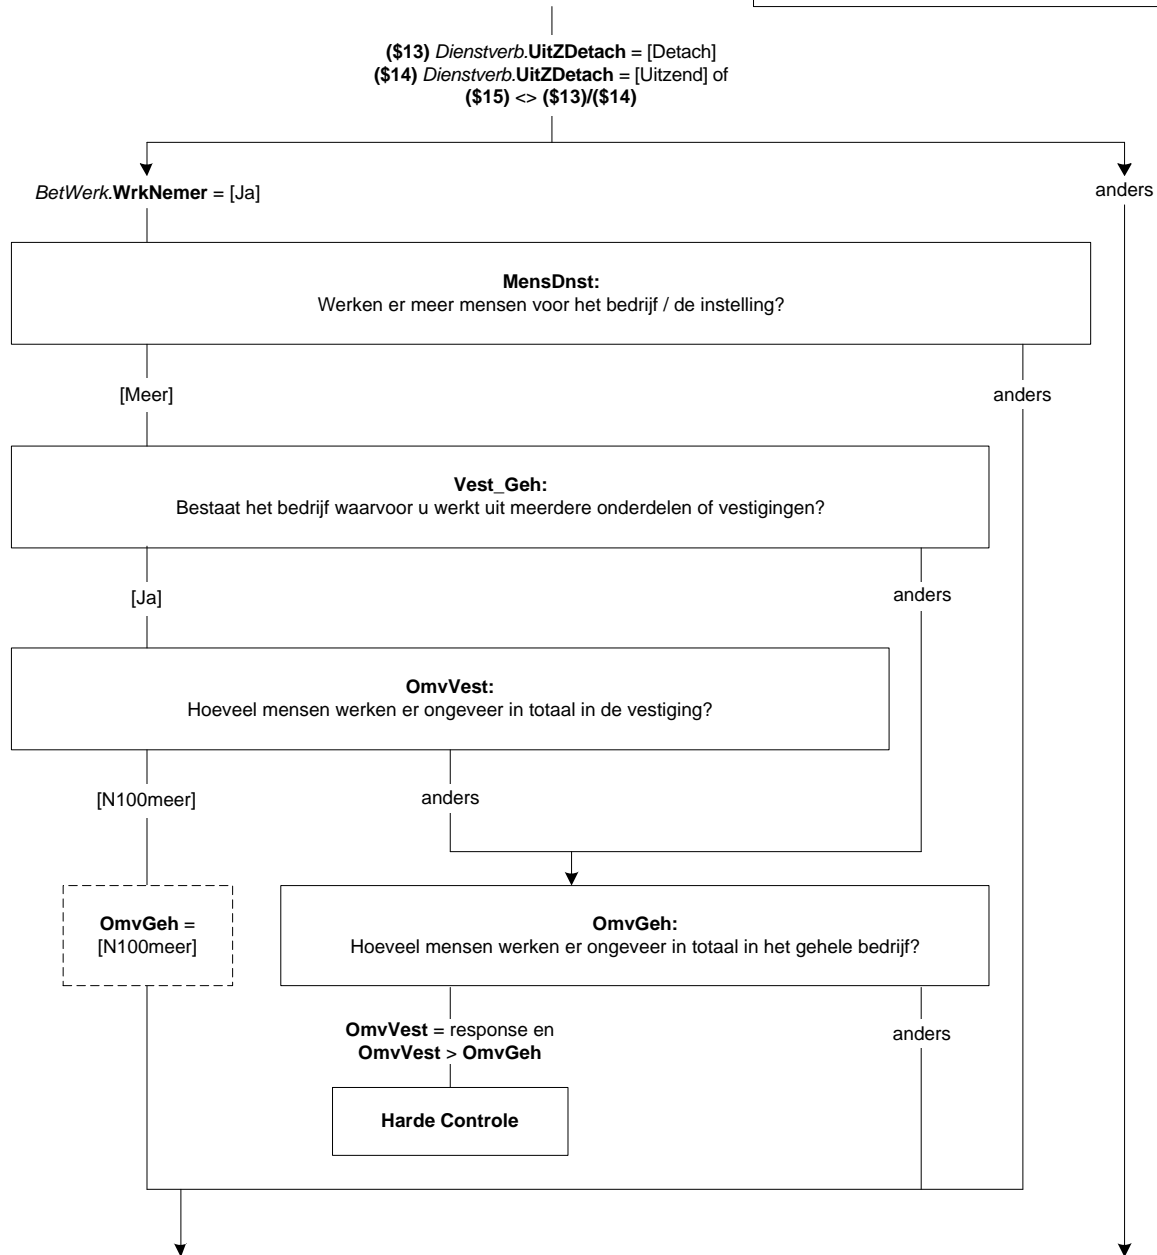 ($13) Dienstverb.UitZDetach = [Detach]
($14) Dienstverb.UitZDetach = [Uitzend] of
($15) <> ($13)/($14)
BetWerk.WrkNemer = [Ja]
anders
MensDnst:
Werken er meer mensen voor het bedrijf / de instelling?
[Meer]
anders
Vest_Geh:
Bestaat het bedrijf waarvoor u werkt uit meerdere onderdelen of vestigingen?
[Ja]
anders
OmvVest:
Hoeveel mensen werken er ongeveer in totaal in de vestiging?
[N100meer]
anders
OmvGeh =
[N100meer]
OmvGeh:
Hoeveel mensen werken er ongeveer in totaal in het gehele bedrijf?
OmvVest = response en
OmvVest > OmvGeh
anders
Harde Controle